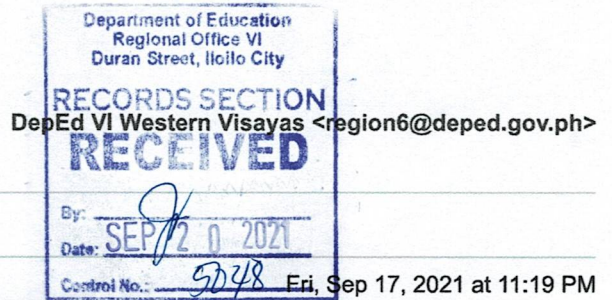 Department of Education
Regional Office VI
Duran Street, Iloilo City
RECORDS SECTION
DepEd VI Western Visayas <region6@deped.gov.ph>
RECEIVED
By:
Date: SEP 20 2021
Control No.: 5048
Fri, Sep 17, 2021 at 11:19 PM